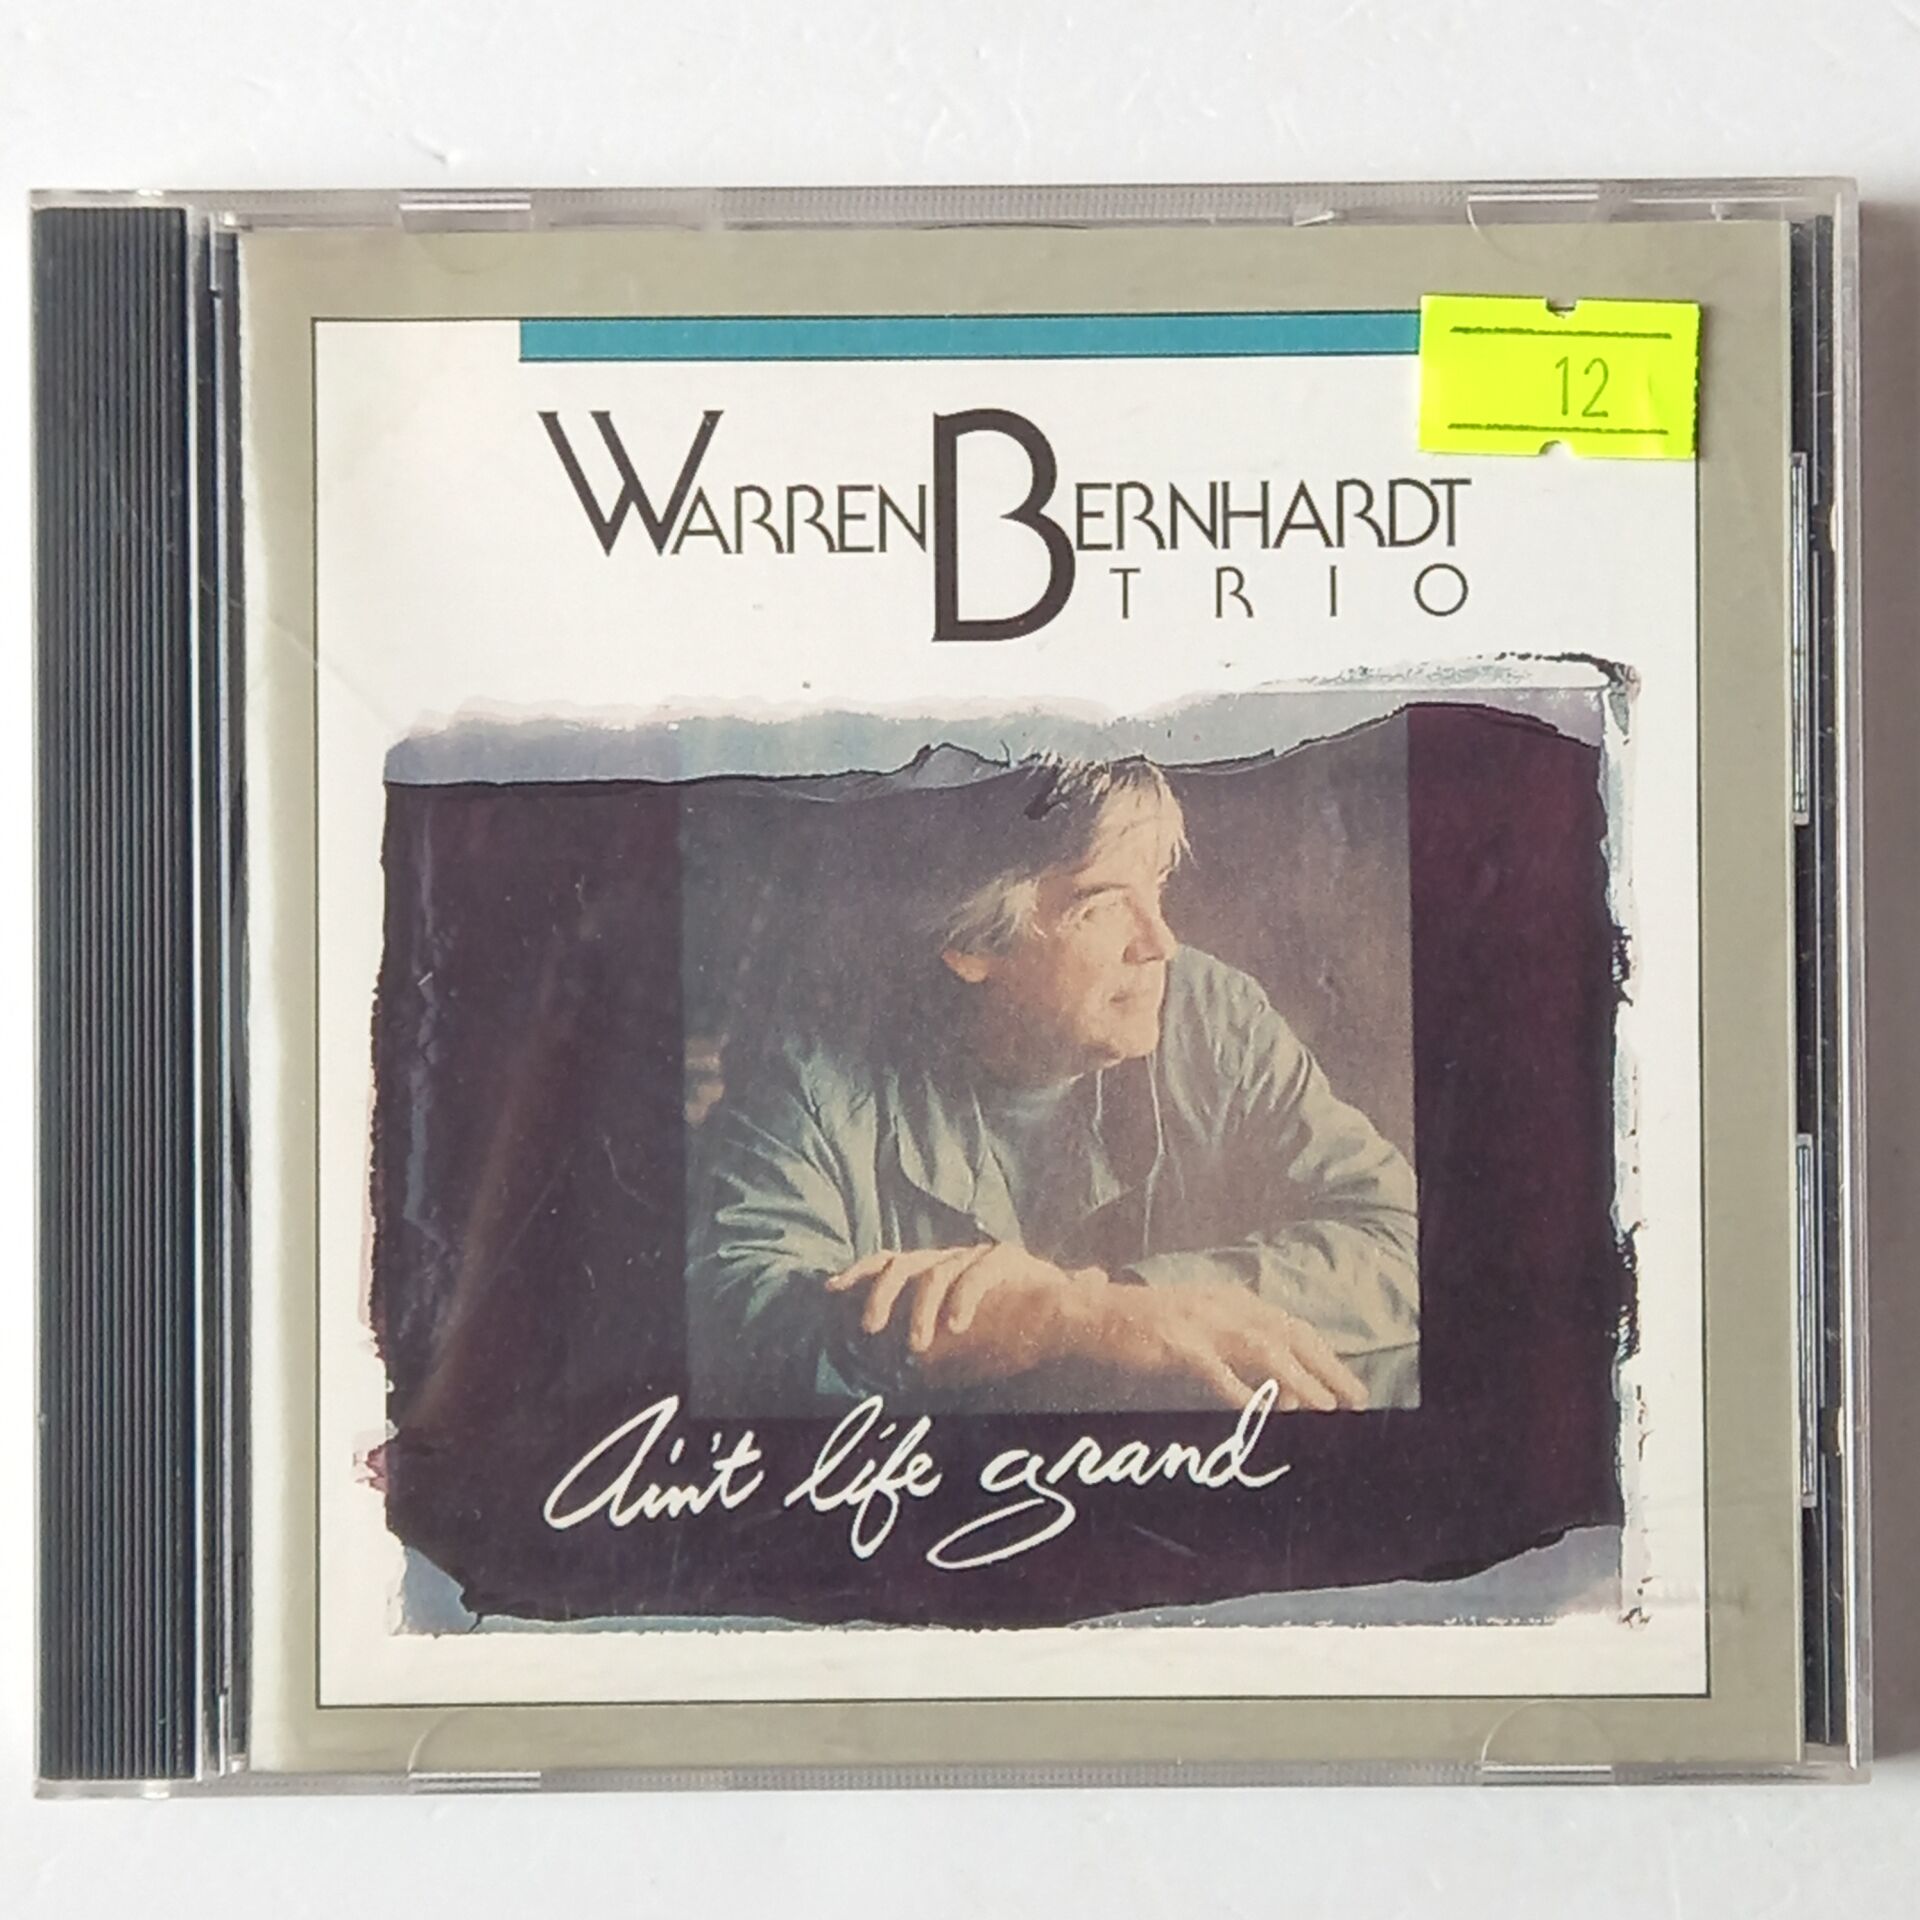 12
WARREN BERNHARDT
TRIO
Ain't life grand